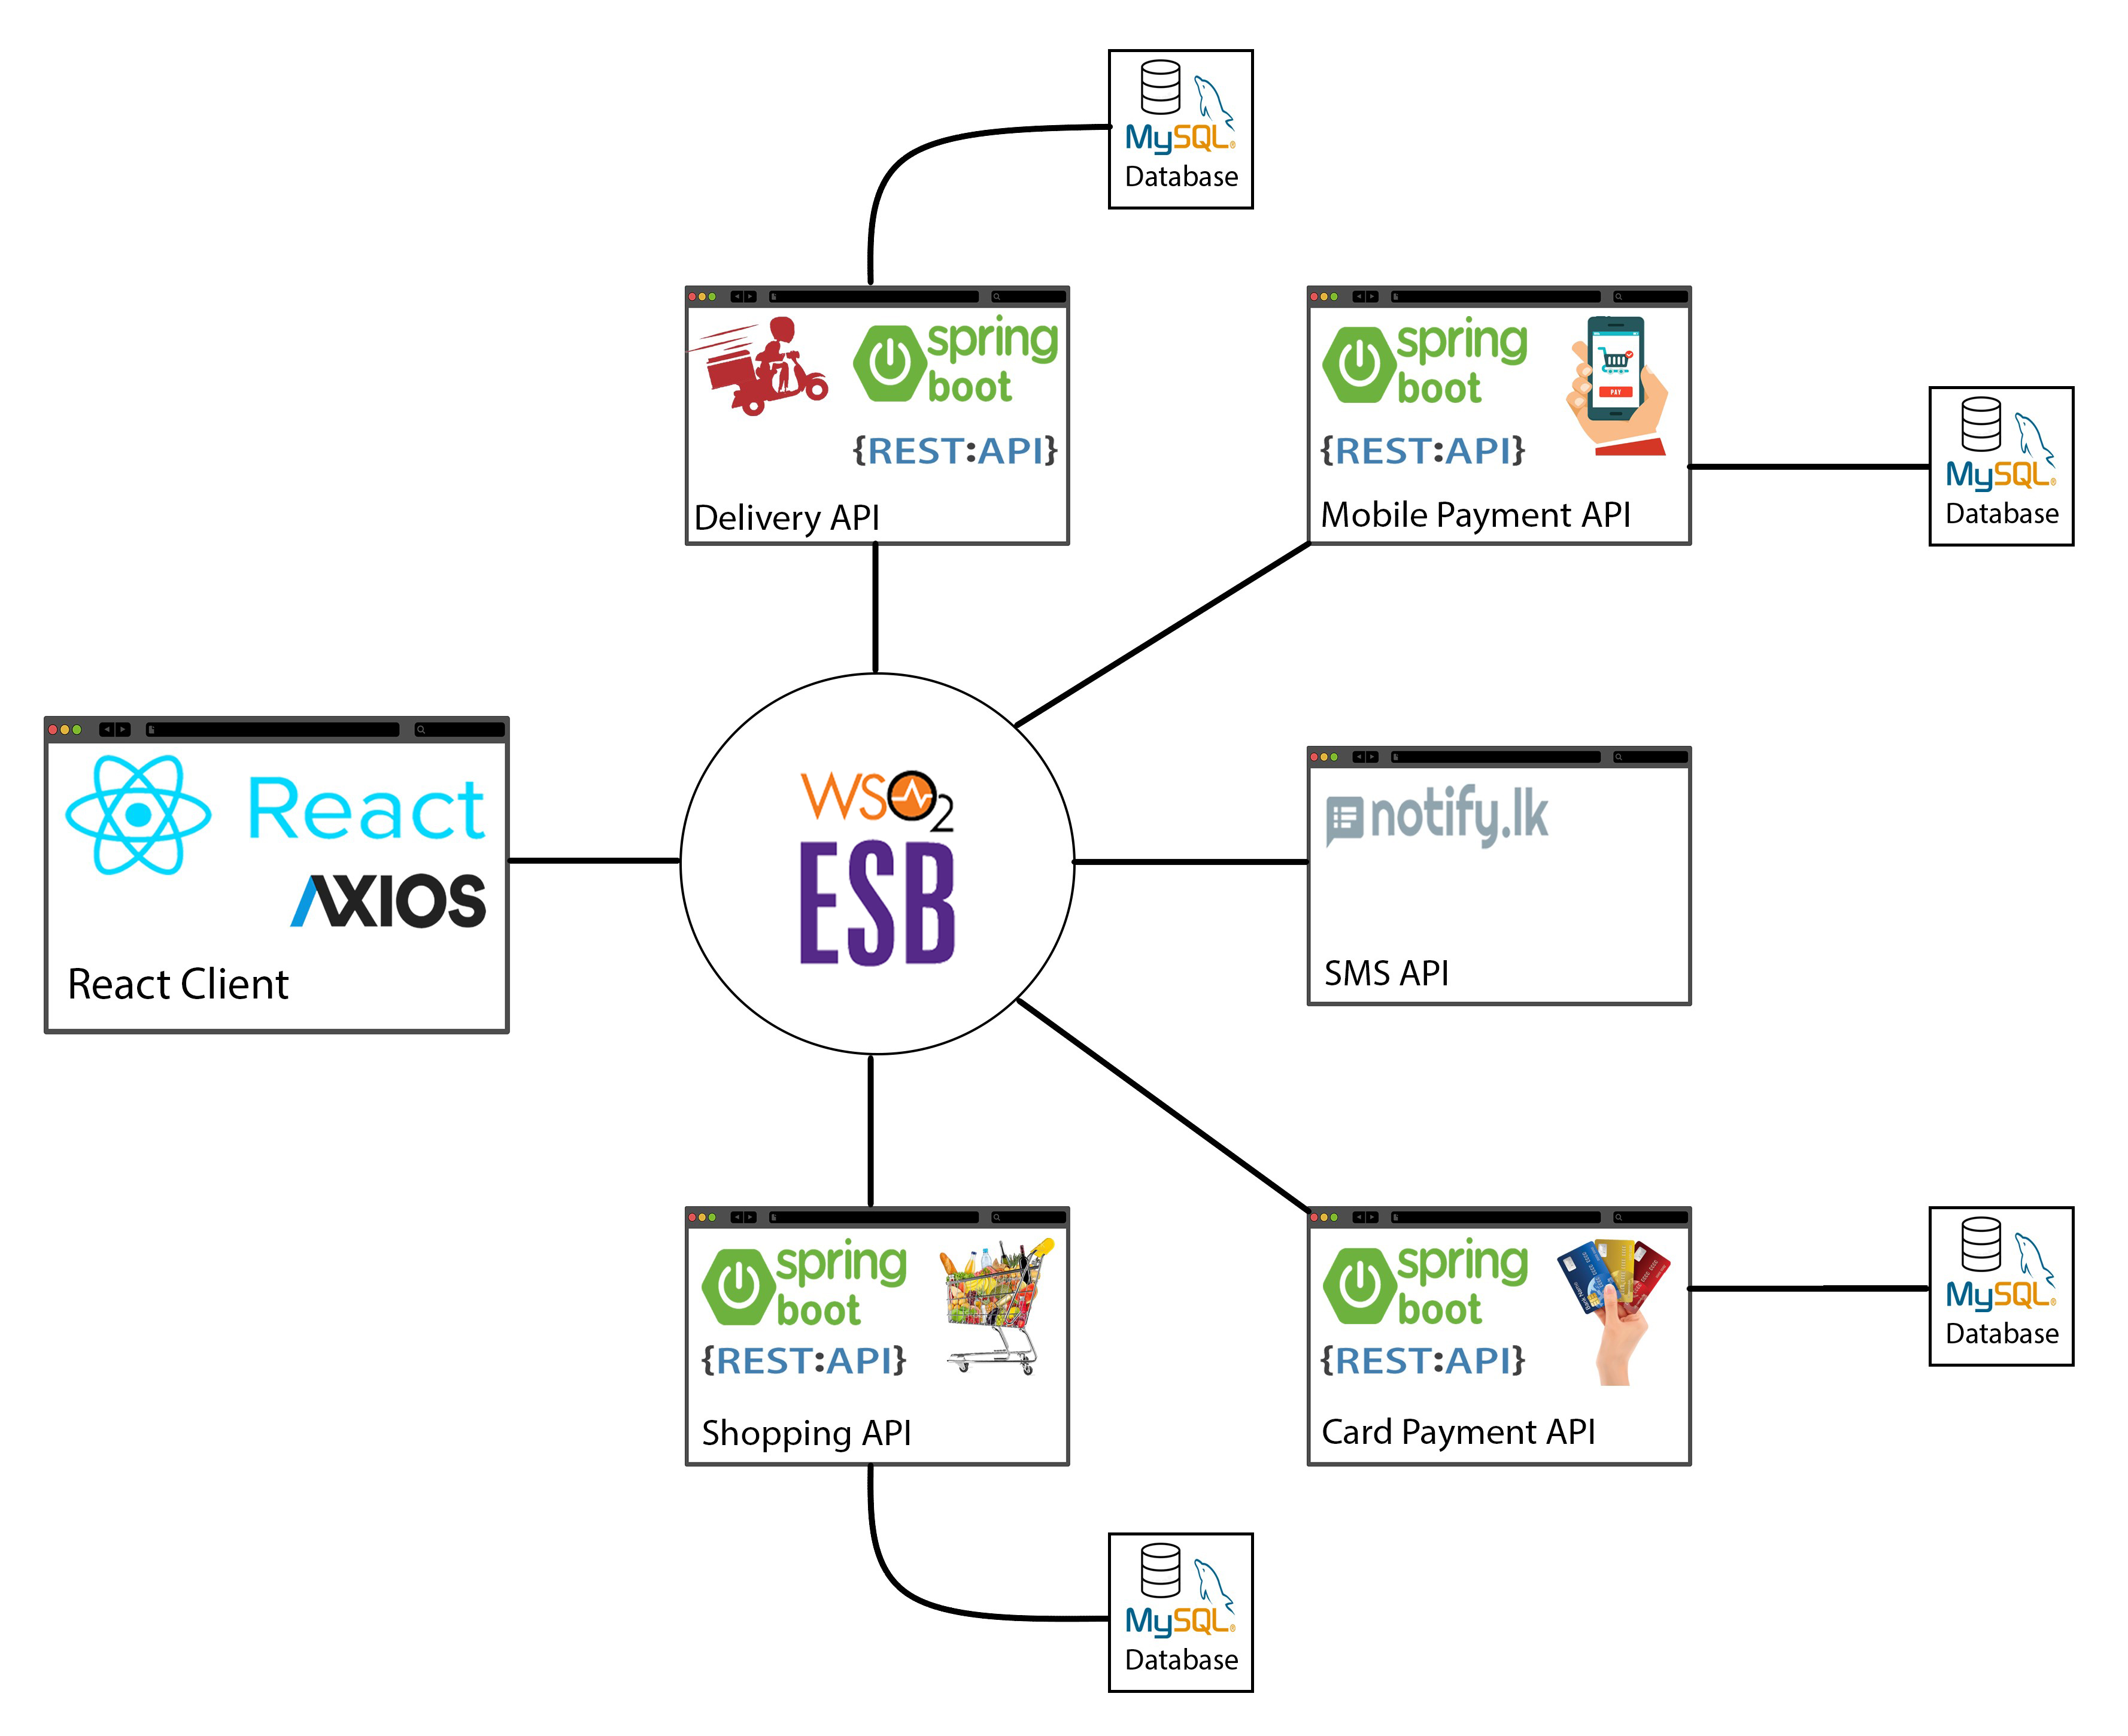 MySQL®
Database
spring
boot
{REST:API}
Delivery API
spring
boot
PAY
{REST:API}
Mobile Payment API
MySQL®
Database
React
AXIOS
React Client
WSO2
ESB
notify.lk
SMS API
spring
boot
{REST:API}
Shopping API
spring
boot
{REST:API}
Card Payment API
MySQL®
Database
MySQL®
Database